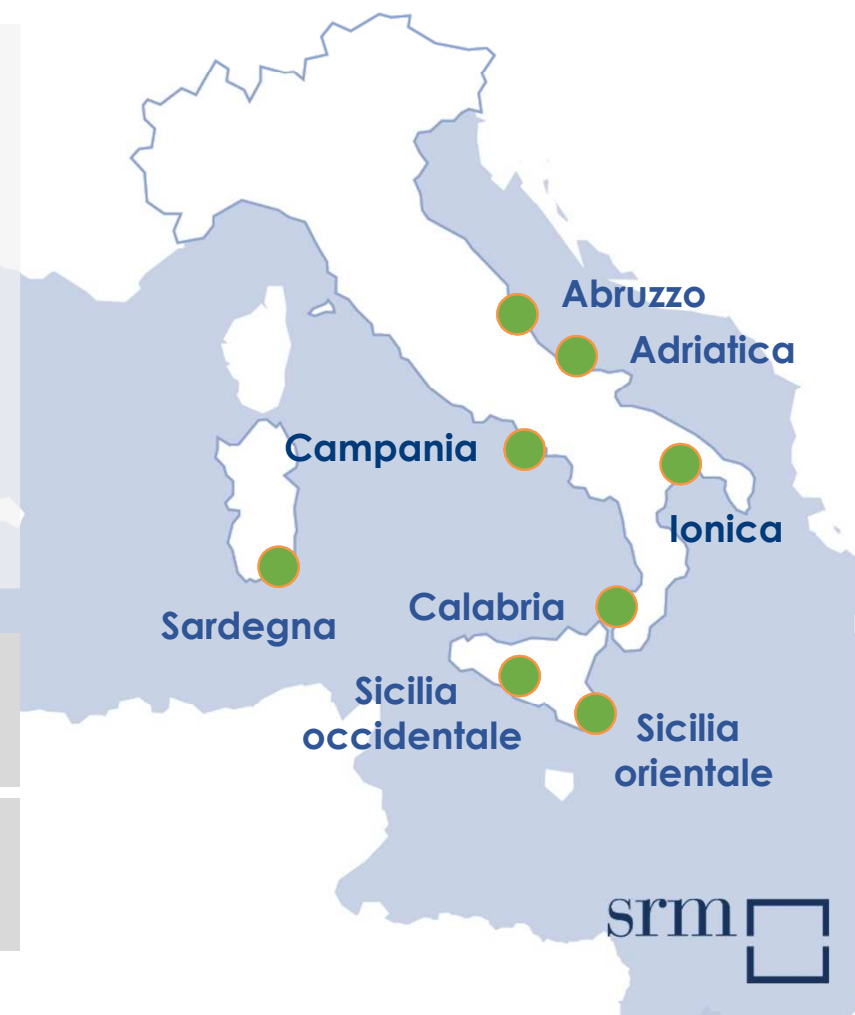 Abruzzo
Adriatica
Campania
Ionica
Calabria
Sardegna
Sicilia
occidentale
Sicilia
orientale
srm